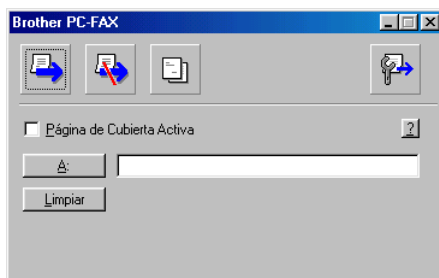 Brother PC-FAX
Página de Cubierta Activa
?
A:
Limpiar